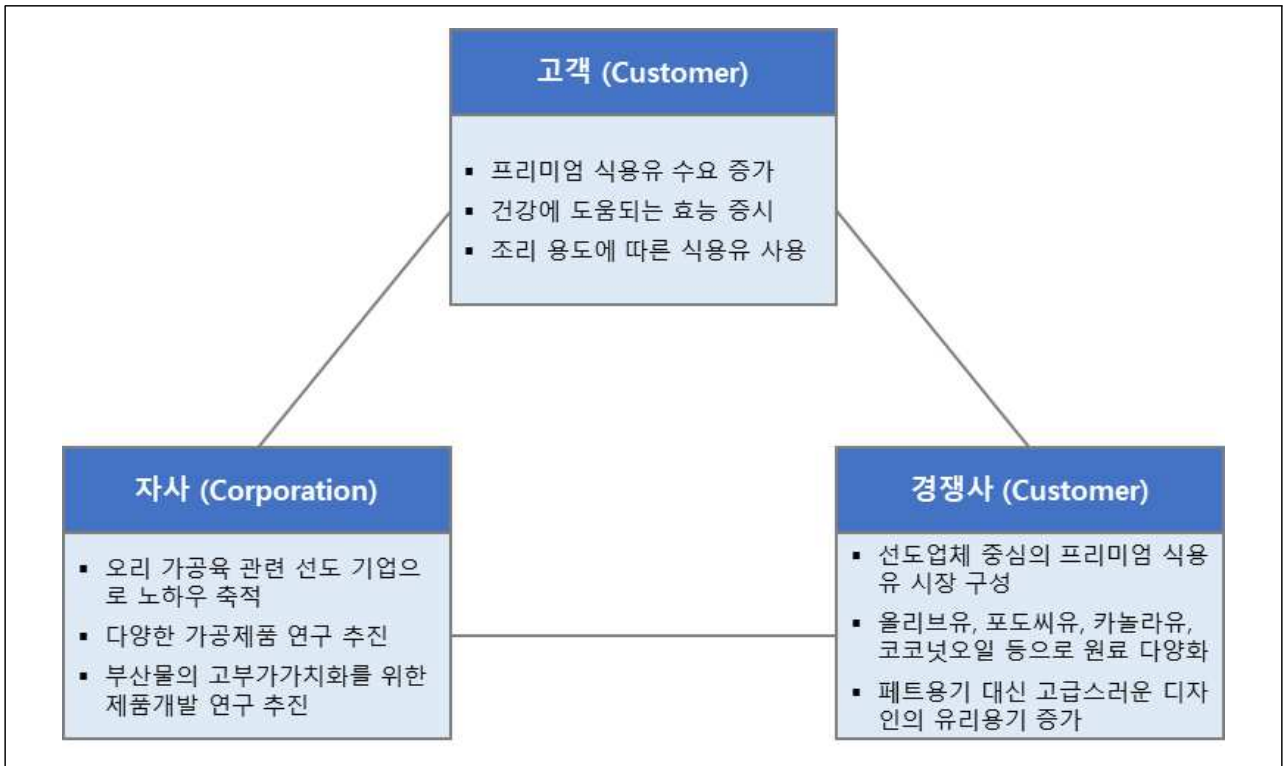 고객 (Customer)
▪ 프리미엄 식용유 수요 증가
▪ 건강에 도움되는 효능 증시
▪ 조리 용도에 따른 식용유 사용
자사 (Corporation)
▪ 오리 가공육 관련 선도 기업으
로 노하우 축적
▪ 다양한 가공제품 연구 추진
▪ 부산물의 고부가가치화를 위한
제품개발 연구 추진
경쟁사 (Customer)
▪ 선도업체 중심의 프리미엄 식용
유 시장 구성
▪ 올리브유, 포도씨유, 카놀라유,
코코넛오일 등으로 원료 다양화
▪ 페트용기 대신 고급스러운 디자
인의 유리용기 증가